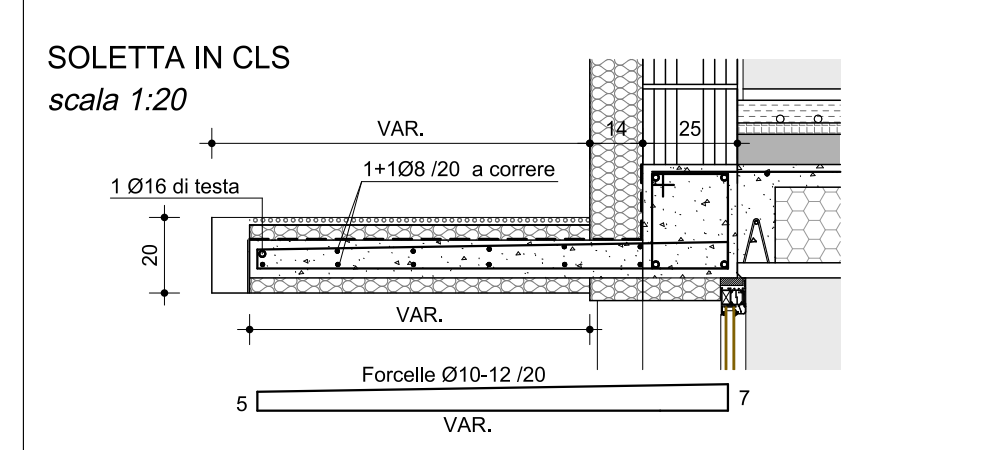 SOLETTA IN CLS
scala 1:20
VAR.
14
25
1+1Ø8 /20 a correre
1 Ø16 di testa
20
VAR.
Forcelle Ø10-12 /20
5
7
VAR.